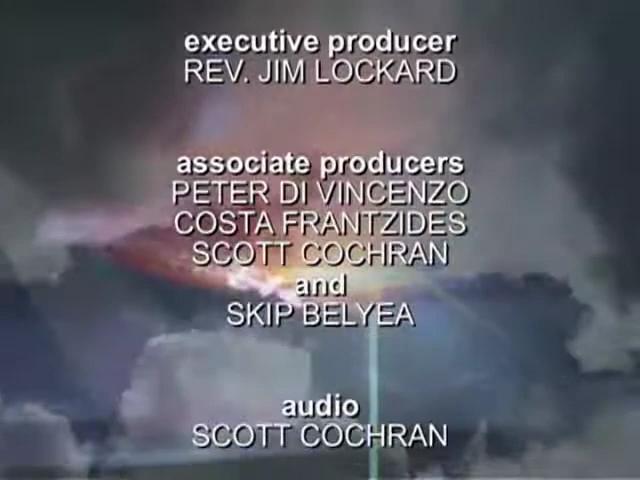 executive producer
REV. JIM LOCKARD
associate producers
PETER DI VINCENZO
COSTA FRANTZIDES
SCOTT COCHRAN
and
SKIP BELYEA
audio
SCOTT COCHRAN